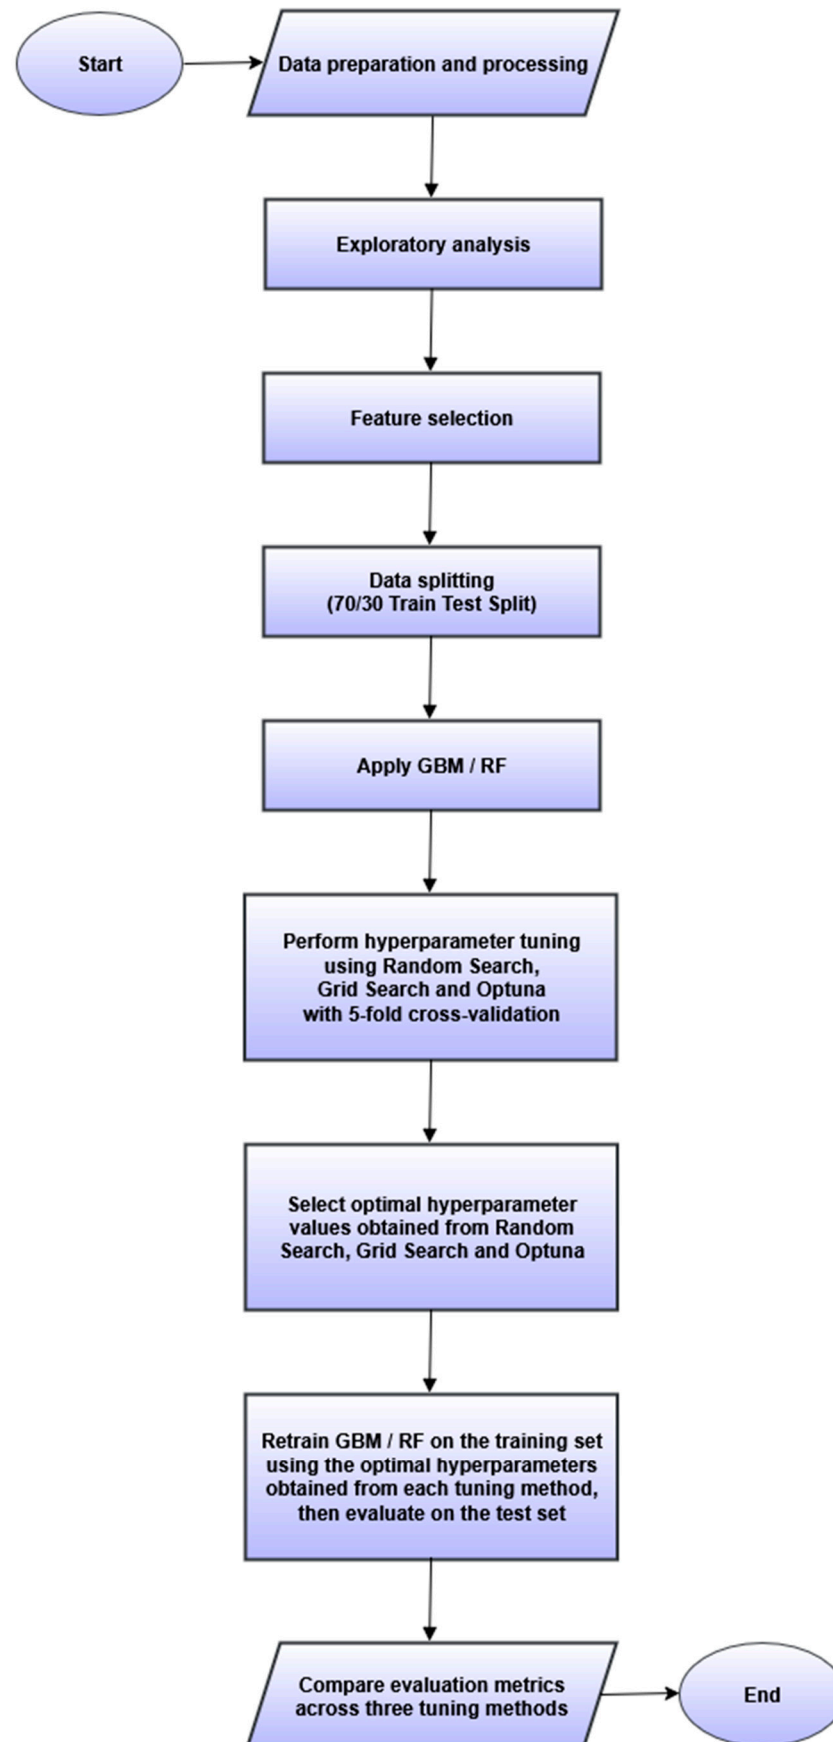 Start
Data preparation and processing
Exploratory analysis
Feature selection
Data splitting
(70/30 Train Test Split)
Apply GBM / RF
Perform hyperparameter tuning
using Random Search,
Grid Search and Optuna
with 5-fold cross-validation
Select optimal hyperparameter
values obtained from Random
Search, Grid Search and Optuna
Retrain GBM / RF on the training set
using the optimal hyperparameters
obtained from each tuning method,
then evaluate on the test set
Compare evaluation metrics
across three tuning methods
End